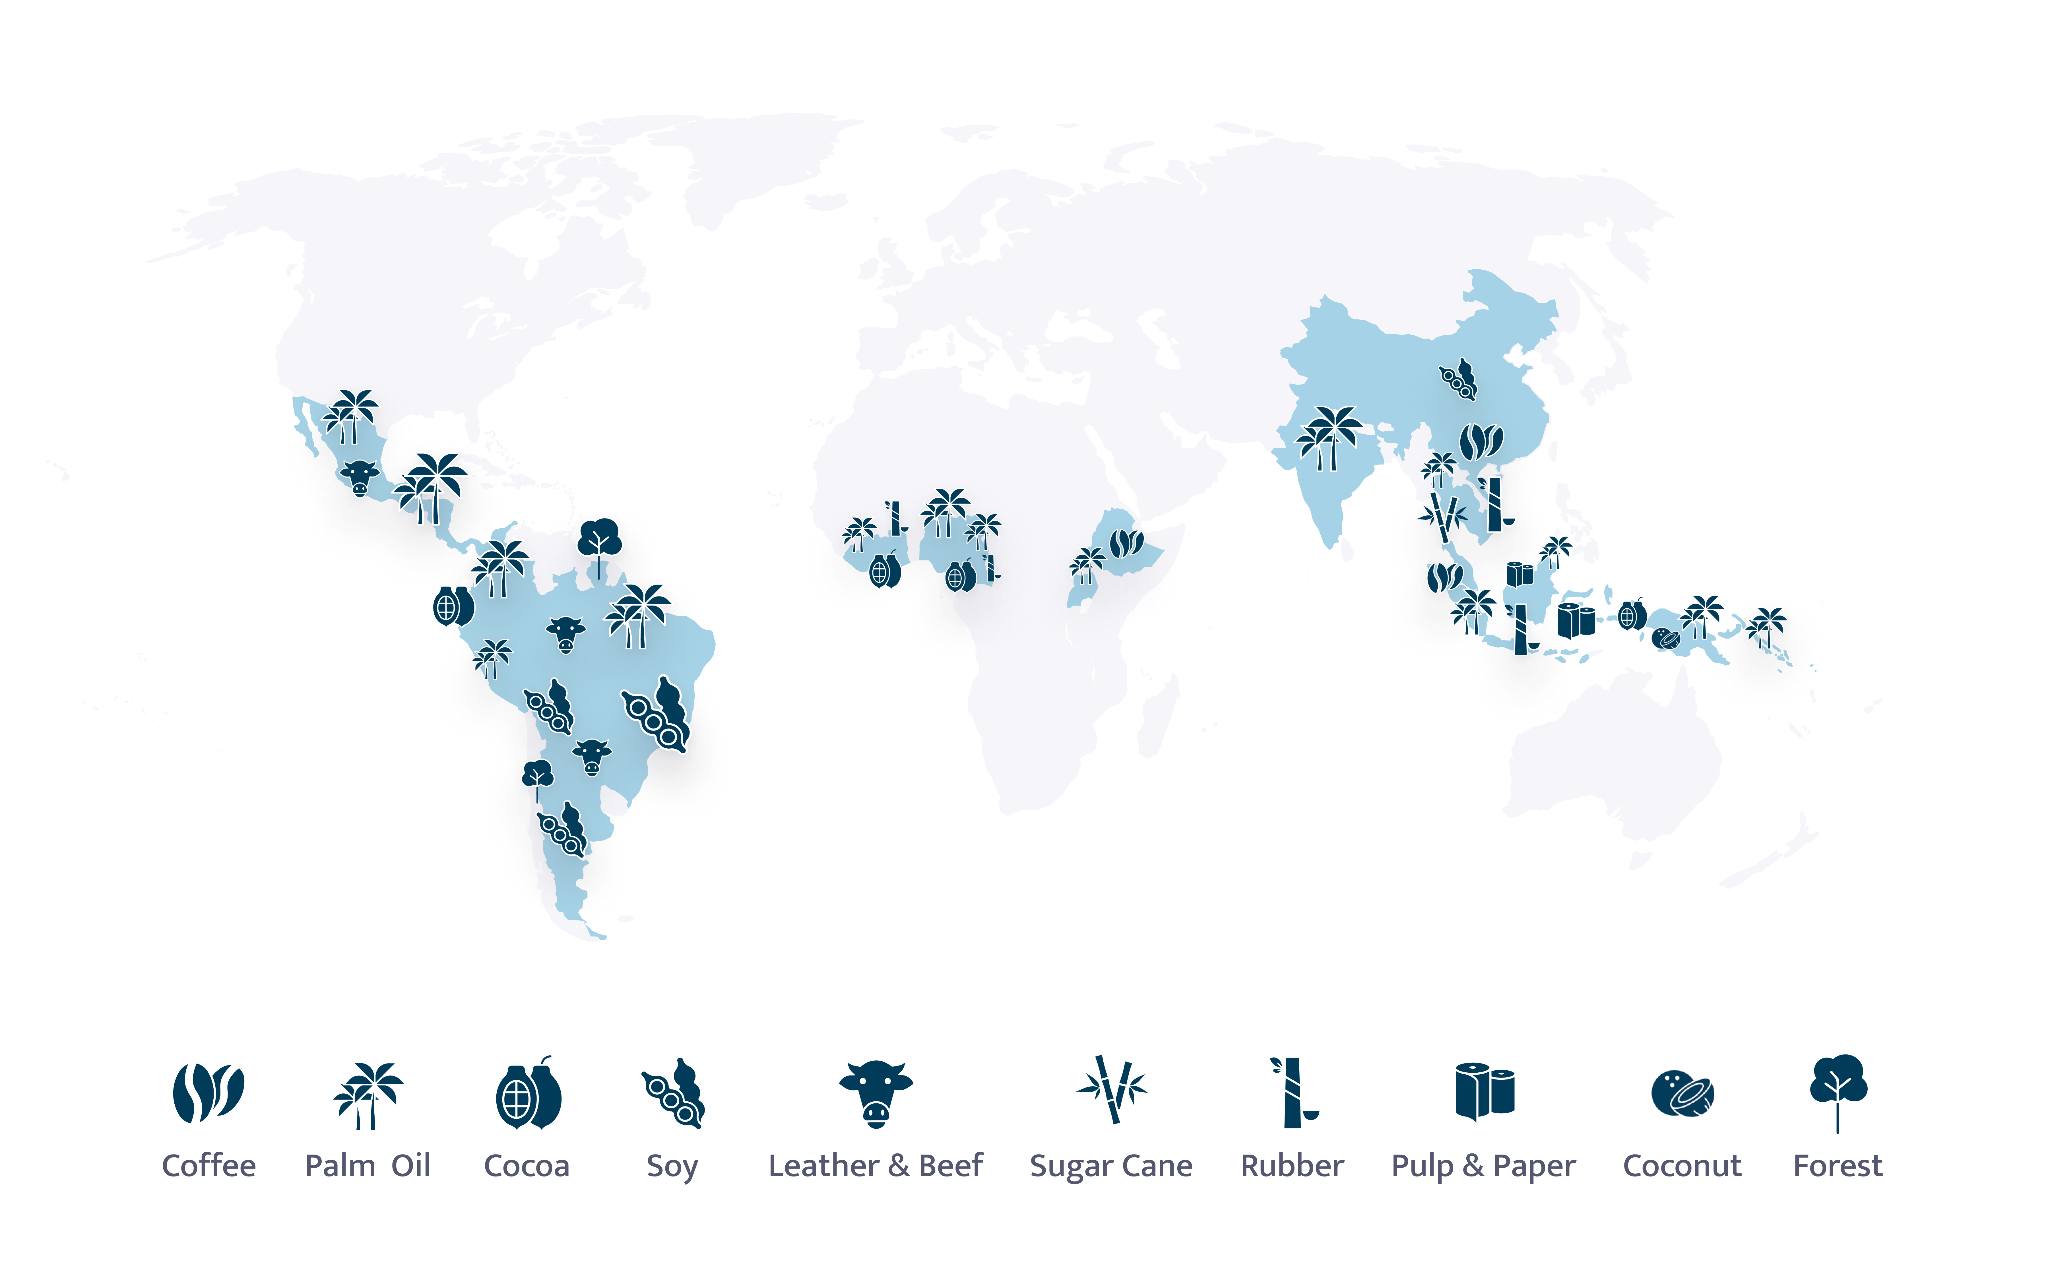 Coffee
Palm Oil
Cocoa
Soy
Leather & Beef
Sugar Cane
Rubber
Pulp & Paper
Coconut
Forest